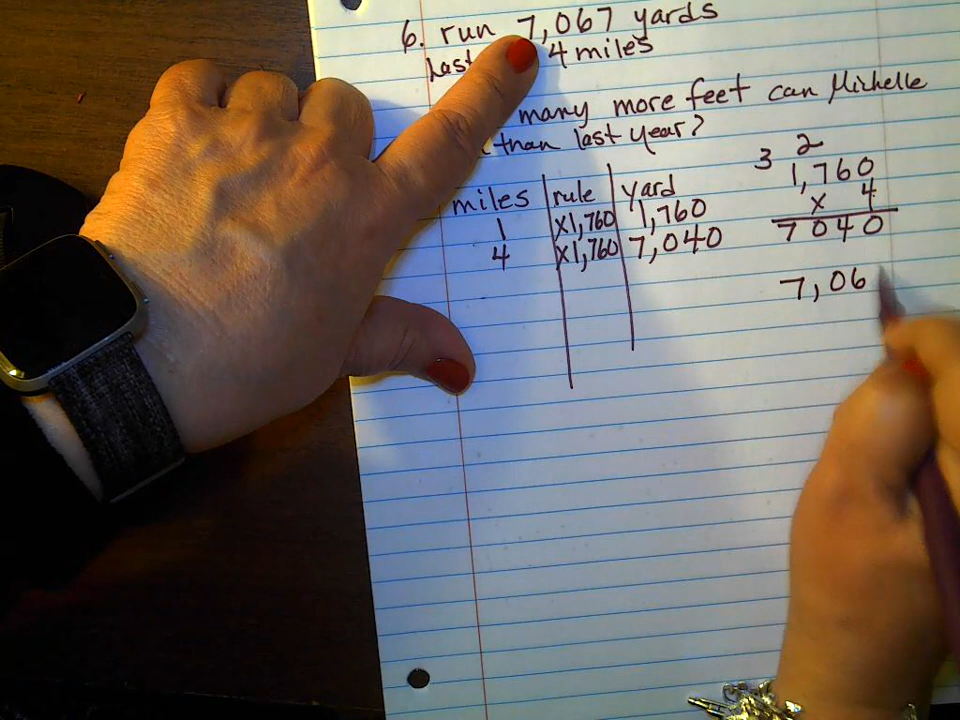 6. run 7,067 yards
last 4 miles
many more feet can Michelle
than last year?
miles rule yard
1 x1,760 1,760
4 x1,760 7,040
3 2
1,760
x 4
7040
7,06